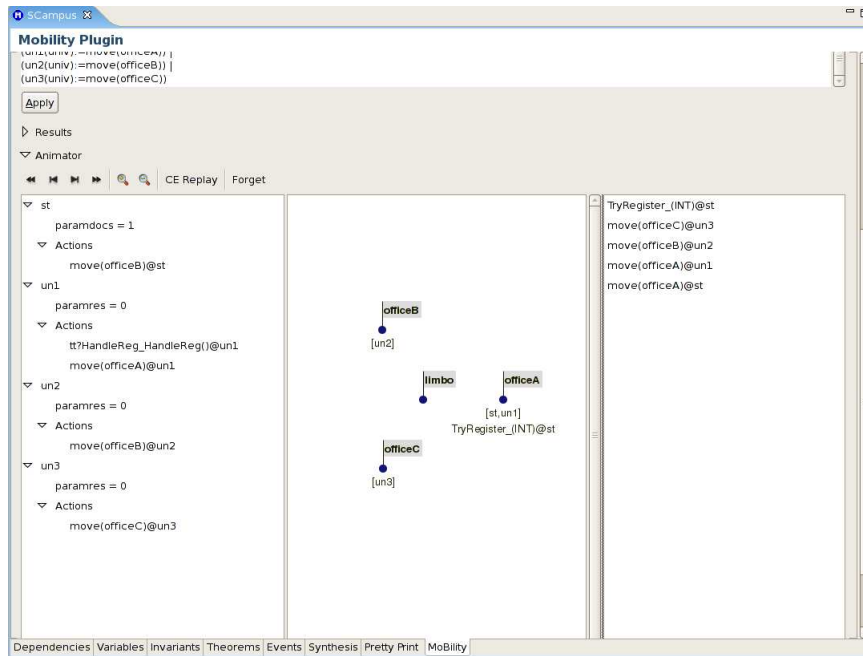 SCampus
Mobility Plugin
(un1(univ):=move(officeA)) |
(un2(univ):=move(officeB)) |
(un3(univ):=move(officeC))
Apply
Results
Animator
CE Replay Forget
st
paramdocs = 1
Actions
move(officeB)@st
un1
paramres = 0
Actions
tt?HandleReg_HandleReg()@un1
move(officeA)@un1
un2
paramres = 0
Actions
move(officeB)@un2
un3
paramres = 0
Actions
move(officeC)@un3
officeB
[un2]
limbo
officeA
[st,un1]
TryRegister_(INT)@st
officeC
[un3]
TryRegister_(INT)@st
move(officeC)@un3
move(officeB)@un2
move(officeA)@un1
move(officeA)@st
Dependencies Variables Invariants Theorems Events Synthesis Pretty Print MoBility